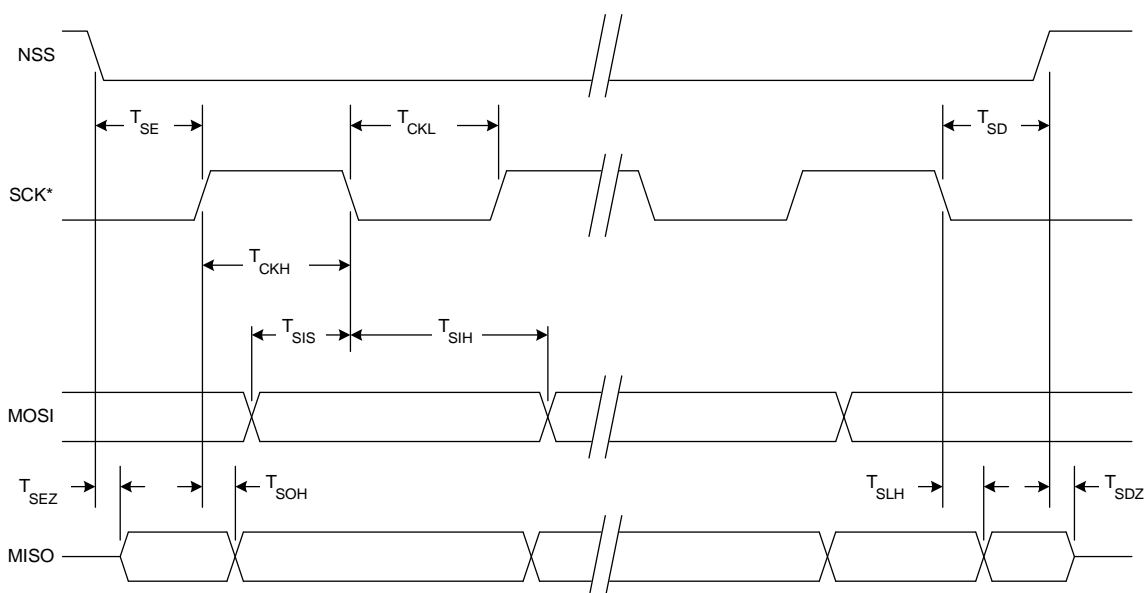 NSS
T_SE
T_CKL
T_SD
SCK*
T_CKH
T_SIS
T_SIH
MOSI
T_SEZ
T_SOH
T_SLH
T_SDZ
MISO